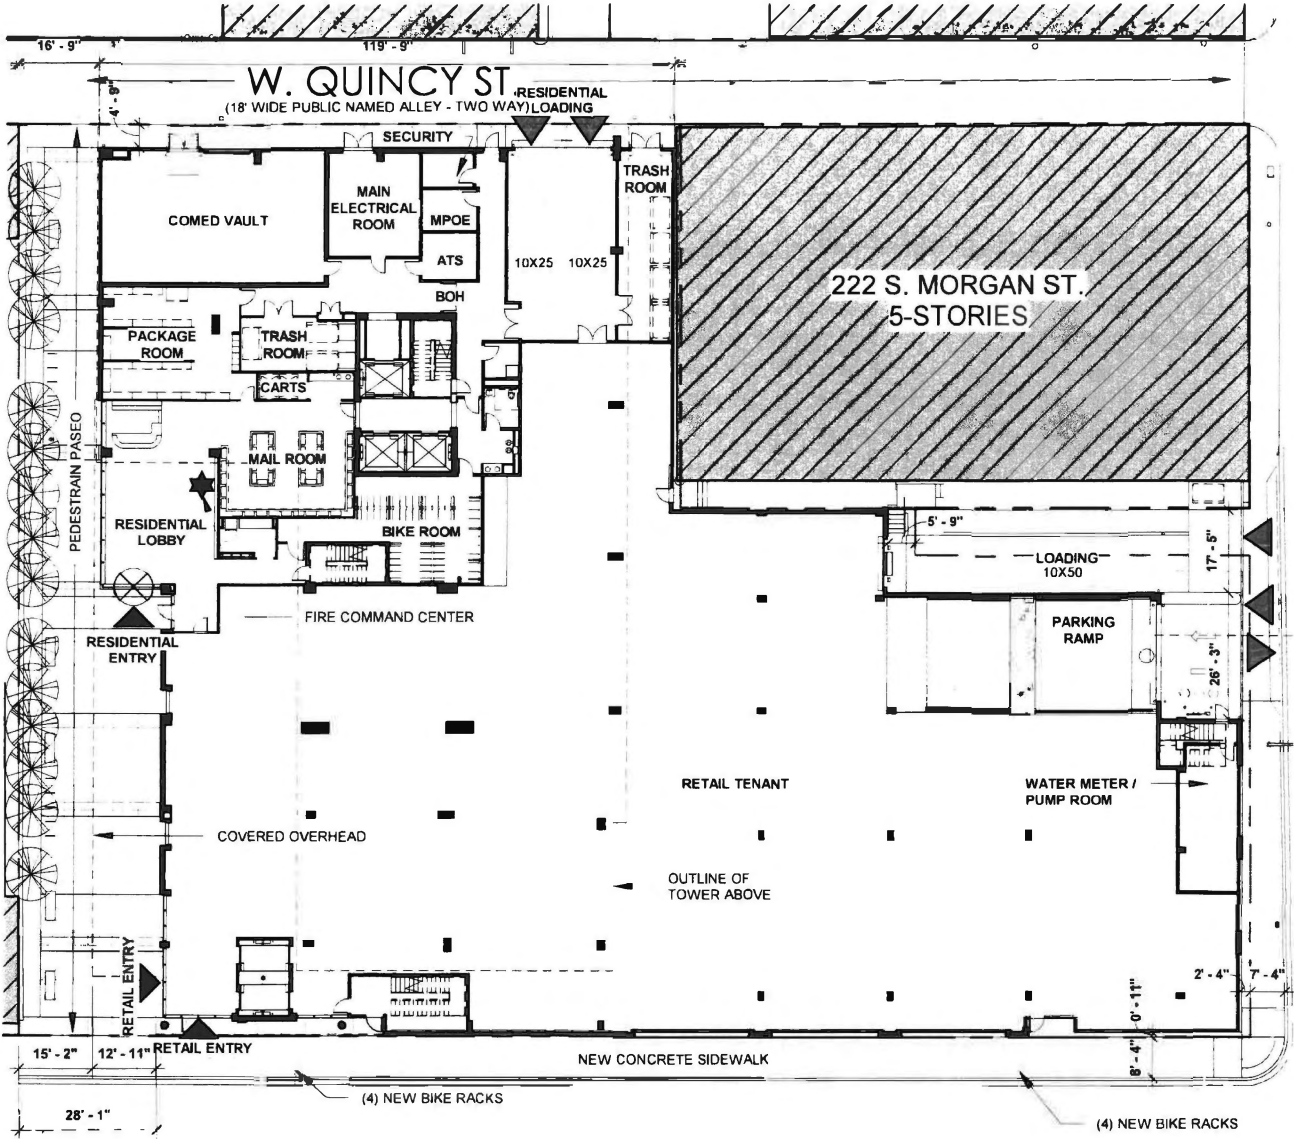 16' - 9"
119' - 9"
W. QUINCY ST.
(18' WIDE PUBLIC NAMED ALLEY - TWO WAY)
RESIDENTIAL
LOADING
4' - 9"
SECURITY
TRASH
ROOM
COMED VAULT
MAIN
ELECTRICAL
ROOM
MPOE
ATS
10X25
10X25
BOH
222 S. MORGAN ST.
5-STORIES
PACKAGE
ROOM
TRASH
ROOM
CARTS
MAIL ROOM
PEDESTRAIN PASEO
RESIDENTIAL
LOBBY
BIKE ROOM
5' - 9"
LOADING
10X50
17' - 5"
FIRE COMMAND CENTER
RESIDENTIAL
ENTRY
PARKING
RAMP
26' - 3"
RETAIL TENANT
WATER METER /
PUMP ROOM
COVERED OVERHEAD
OUTLINE OF
TOWER ABOVE
RETAIL ENTRY
2' - 4"
7' - 4"
0' - 11"
RETAIL ENTRY
15' - 2"
12' - 11"
NEW CONCRETE SIDEWALK
(4) NEW BIKE RACKS
28' - 1"
(4) NEW BIKE RACKS